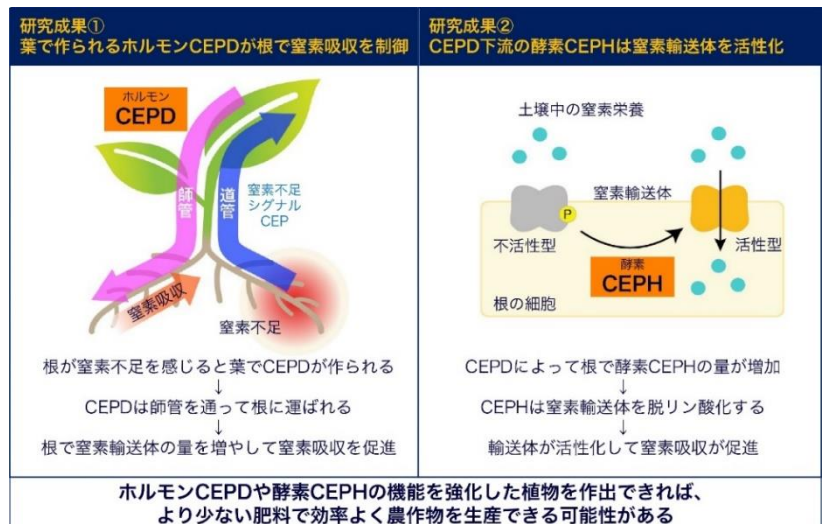 研究成果①
葉で作られるホルモンCEPDが根で窒素吸収を制御
ホルモン
CEPD
師管
道管
窒素不足
シグナル
CEP
窒素吸収
窒素不足
根が窒素不足を感じると葉でCEPDが作られる
↓
CEPDは師管を通って根に運ばれる
↓
根で窒素輸送体の量を増やして窒素吸収を促進
研究成果②
CEPD下流の酵素CEPHは窒素輸送体を活性化
土壌中の窒素栄養
窒素輸送体
P
不活性型
活性型
酵素
CEPH
根の細胞
CEPDによって根で酵素CEPHの量が増加
↓
CEPHは窒素輸送体を脱リン酸化する
↓
輸送体が活性化して窒素吸収が促進
ホルモンCEPDや酵素CEPHの機能を強化した植物を作出できれば、
より少ない肥料で効率よく農作物を生産できる可能性がある